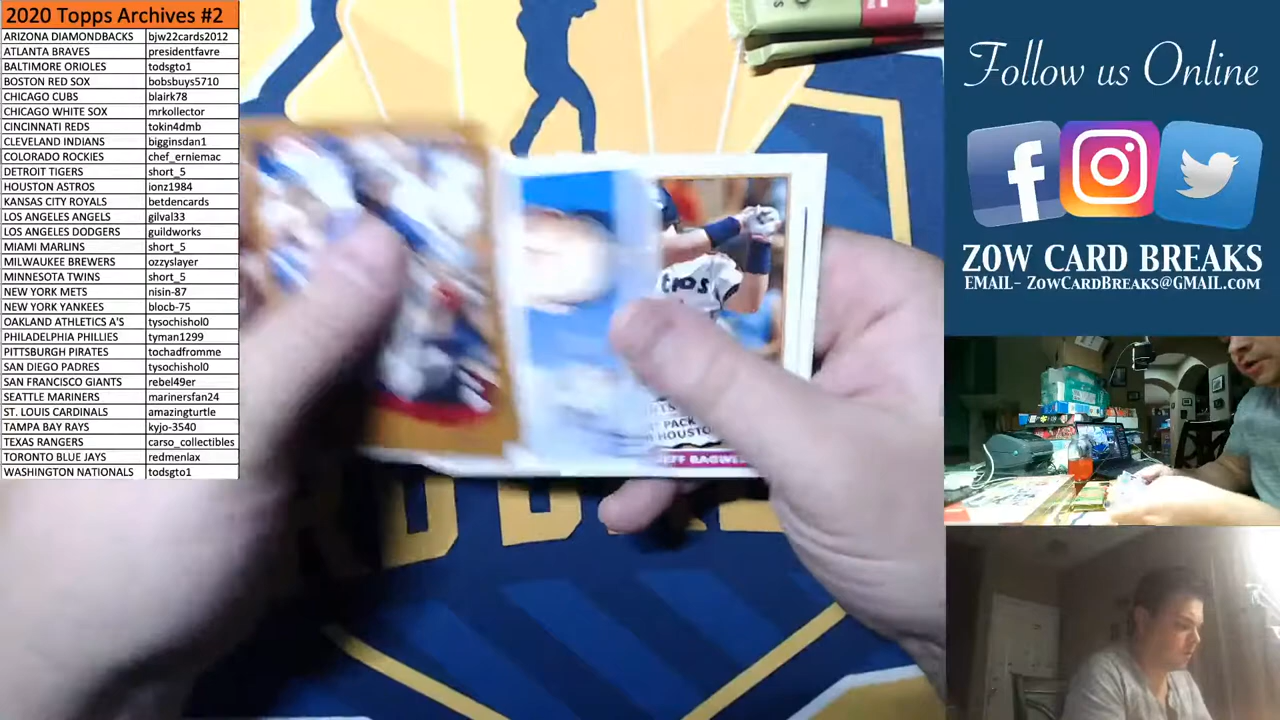 2020 Topps Archives #2
ARIZONA DIAMONDBACKS bjw22cards2012
ATLANTA BRAVES presidentfavre
BALTIMORE ORIOLES todsgto1
BOSTON RED SOX bobsbuys5710
CHICAGO CUBS blairk78
CHICAGO WHITE SOX mrkollector
CINCINNATI REDS tokin4dmb
CLEVELAND INDIANS bigginsdan1
COLORADO ROCKIES chef_erniemac
DETROIT TIGERS short_5
HOUSTON ASTROS ionz1984
KANSAS CITY ROYALS betdencards
LOS ANGELES ANGELS gilval33
LOS ANGELES DODGERS guildworks
MIAMI MARLINS short_5
MILWAUKEE BREWERS ozzyslayer
MINNESOTA TWINS short_5
NEW YORK METS nisin-87
NEW YORK YANKEES blocb-75
OAKLAND ATHLETICS A'S tysochishol0
PHILADELPHIA PHILLIES tyman1299
PITTSBURGH PIRATES tochadfromme
SAN DIEGO PADRES tysochishol0
SAN FRANCISCO GIANTS rebel49er
SEATTLE MARINERS marinersfan24
ST. LOUIS CARDINALS amazingturtle
TAMPA BAY RAYS kyjo-3540
TEXAS RANGERS carso_collectibles
TORONTO BLUE JAYS redmenlax
WASHINGTON NATIONALS todsgto1
Follow us Online
ZOW CARD BREAKS
EMAIL- ZowCardBreaks@gmail.com
PACK
HOUSTO
JEFF BAGWE